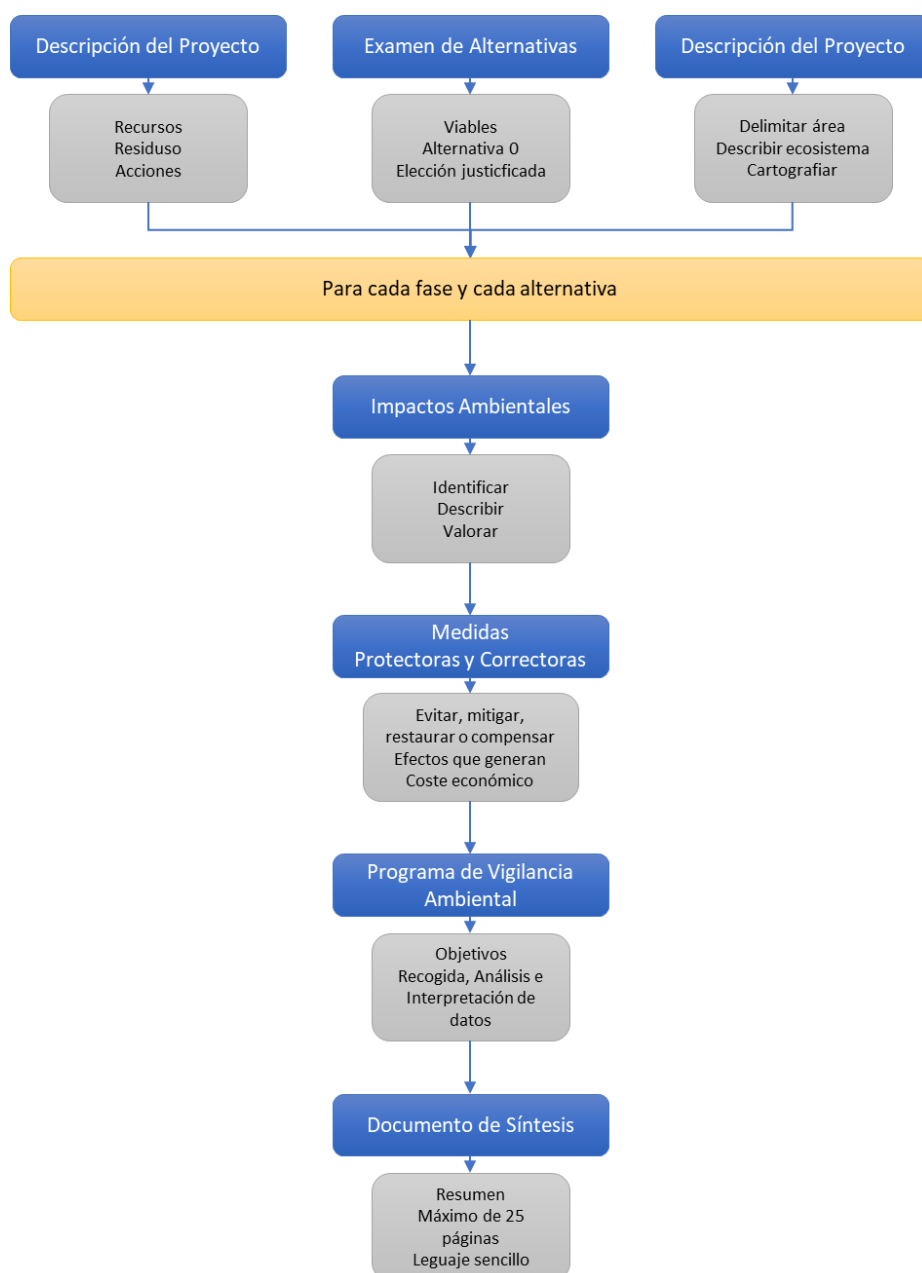 Descripción del Proyecto
Examen de Alternativas
Descripción del Proyecto
Recursos
Residuso
Acciones
Viables
Alternativa 0
Elección justicficada
Delimitar área
Describir ecosistema
Cartografiar
Para cada fase y cada alternativa
Impactos Ambientales
Identificar
Describir
Valorar
Medidas
Protectoras y Correctoras
Evitar, mitigar,
restaurar o compensar
Efectos que generan
Coste económico
Programa de Vigilancia
Ambiental
Objetivos
Recogida, Análisis e
Interpretación de
datos
Documento de Síntesis
Resumen
Máximo de 25
páginas
Leguaje sencillo